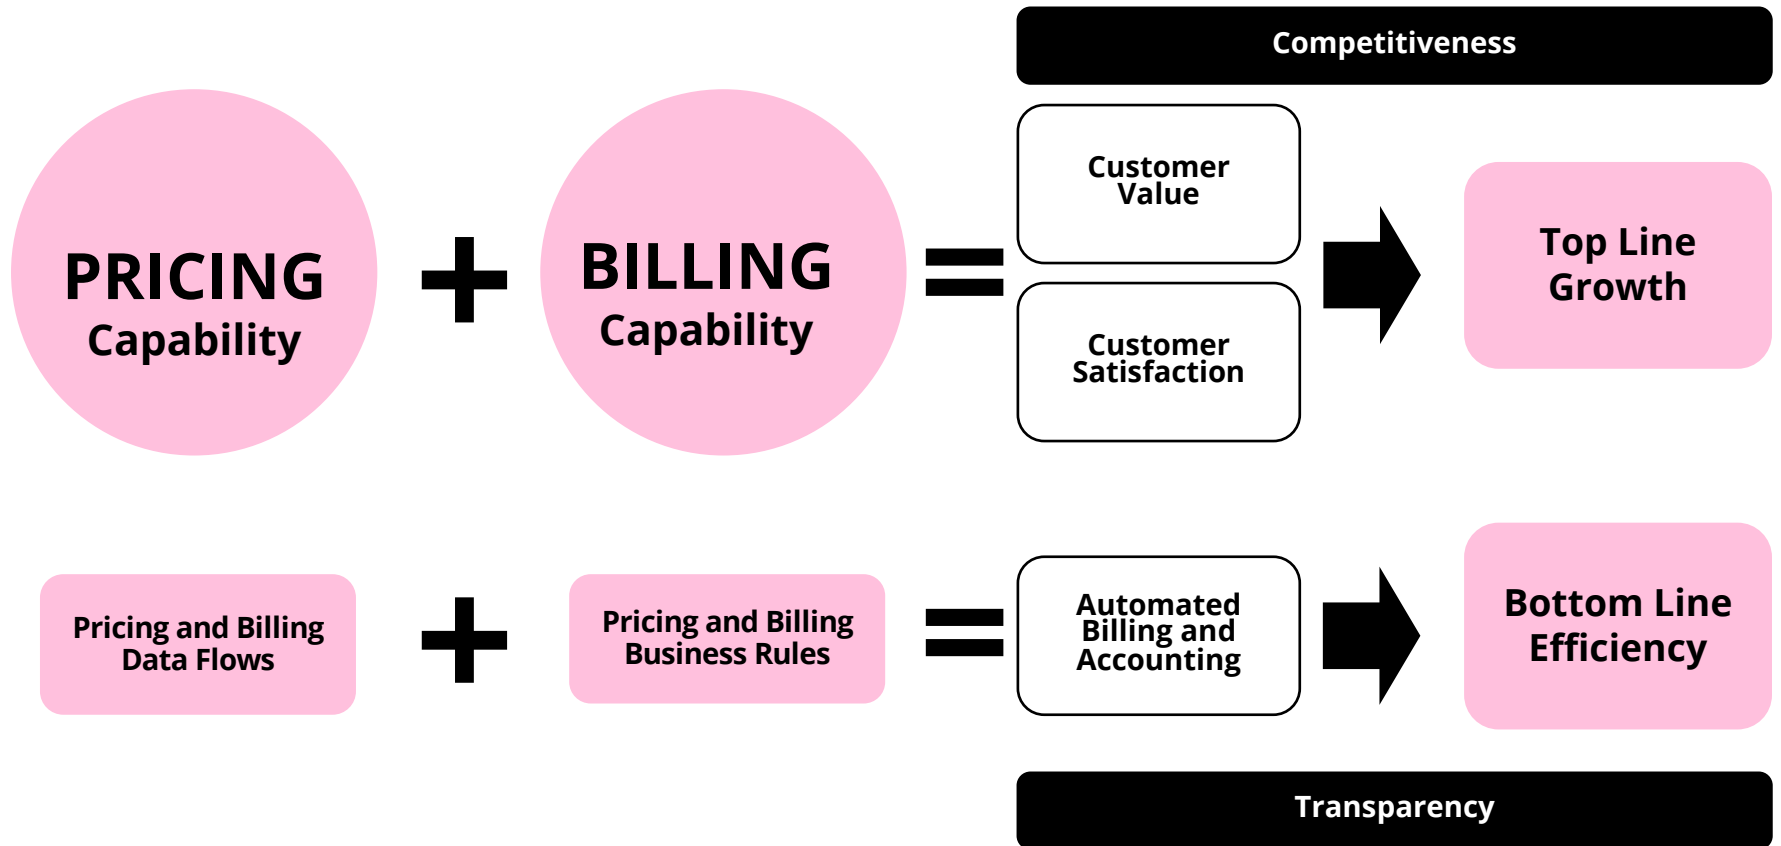 Competitiveness
PRICING
Capability
BILLING
Capability
Customer
Value
Customer
Satisfaction
Top Line
Growth
Pricing and Billing
Data Flows
Pricing and Billing
Business Rules
Automated
Billing and
Accounting
Bottom Line
Efficiency
Transparency